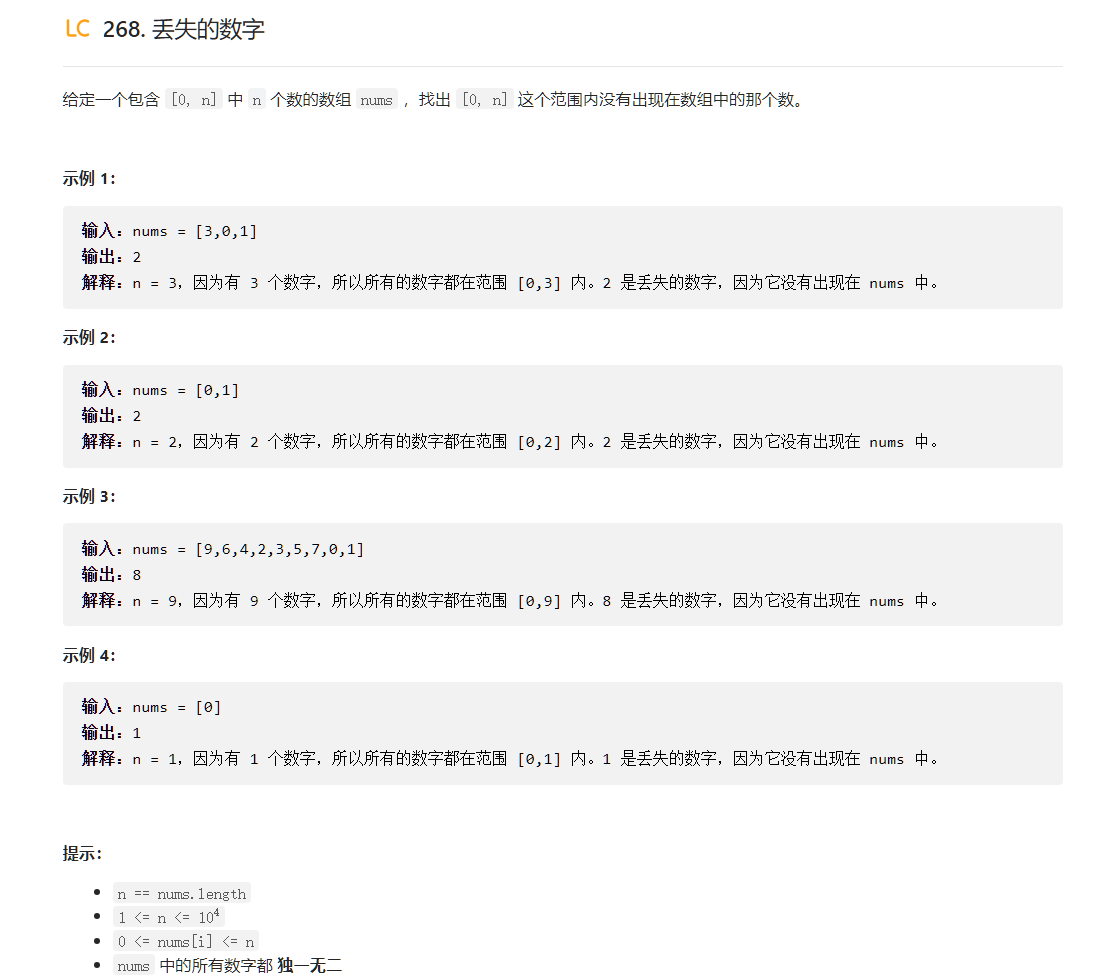 LC 268. 丢失的数字
给定一个包含 [0, n] 中 n 个数的数组 nums ，找出 [0, n] 这个范围内没有出现在数组中的那个数。
示例 1：
输入：nums = [3,0,1]
输出：2
解释：n = 3，因为有 3 个数字，所以所有的数字都在范围 [0,3] 内。2 是丢失的数字，因为它没有出现在 nums 中。
示例 2：
输入：nums = [0,1]
输出：2
解释：n = 2，因为有 2 个数字，所以所有的数字都在范围 [0,2] 内。2 是丢失的数字，因为它没有出现在 nums 中。
示例 3：
输入：nums = [9,6,4,2,3,5,7,0,1]
输出：8
解释：n = 9，因为有 9 个数字，所以所有的数字都在范围 [0,9] 内。8 是丢失的数字，因为它没有出现在 nums 中。
示例 4：
输入：nums = [0]
输出：1
解释：n = 1，因为有 1 个数字，所以所有的数字都在范围 [0,1] 内。1 是丢失的数字，因为它没有出现在 nums 中。
提示：
• n == nums.length
• 1 <= n <= 10⁴
• 0 <= nums[i] <= n
• nums 中的所有数字都 独一无二